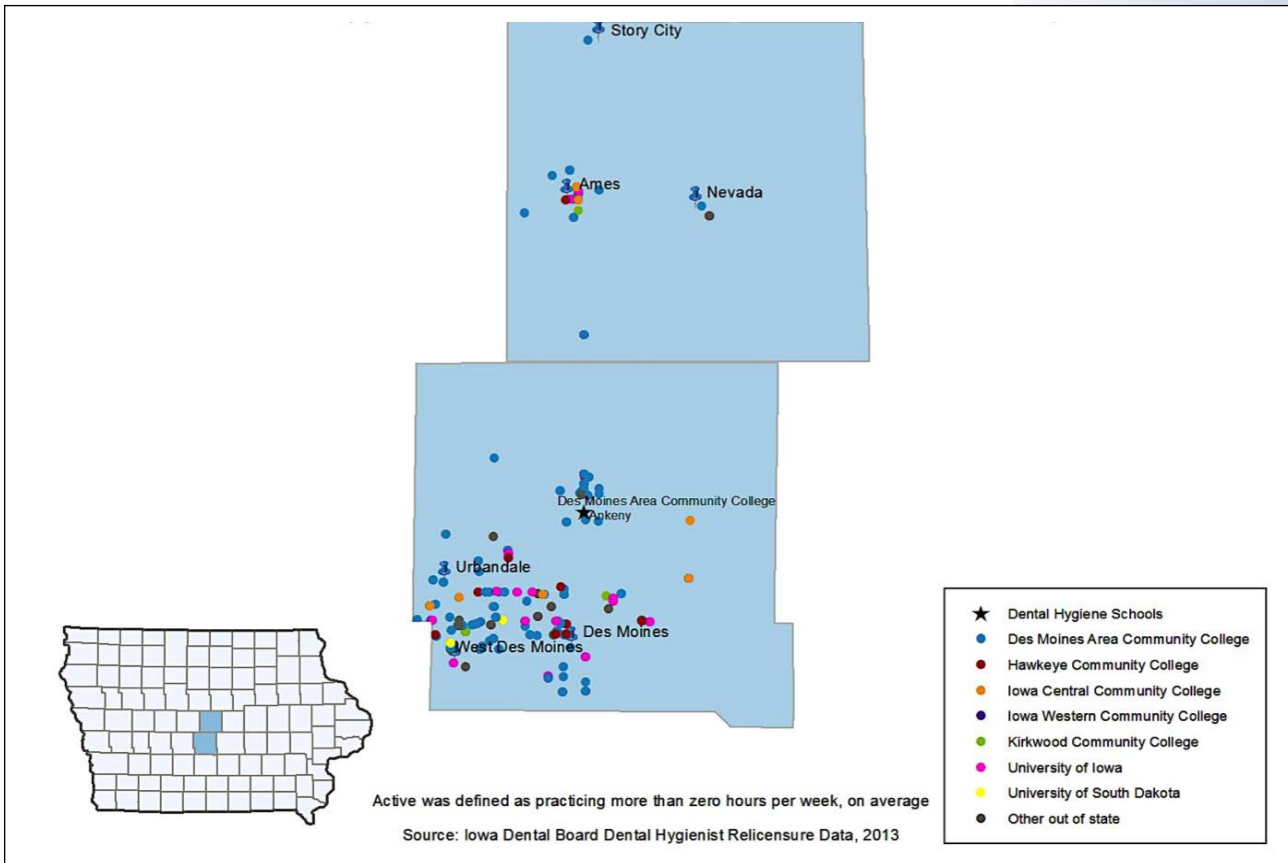 Story City
Ames
Nevada
Des Moines Area Community College
Ankeny
Urbandale
Des Moines
West Des Moines
Dental Hygiene Schools
Des Moines Area Community College
Hawkeye Community College
Iowa Central Community College
Iowa Western Community College
Kirkwood Community College
University of Iowa
University of South Dakota
Other out of state
Active was defined as practicing more than zero hours per week, on average
Source: Iowa Dental Board Dental Hygienist Relicensure Data, 2013